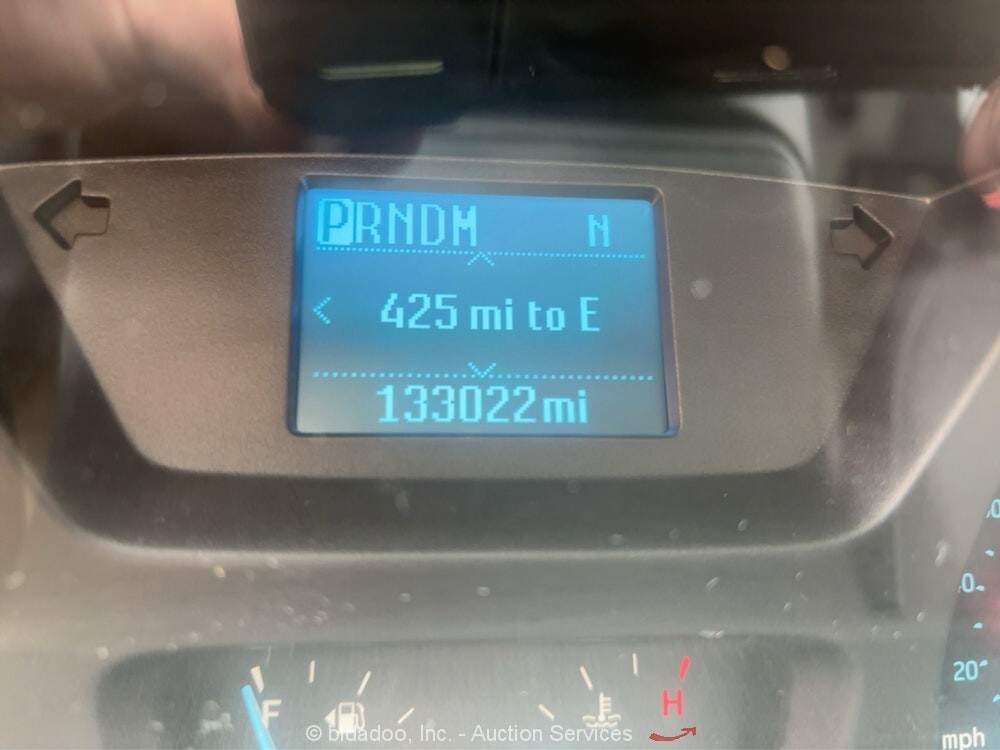 PRNDM N
425 mi to E
133022mi
F H
20
mph
© bidadoo, Inc. - Auction Services